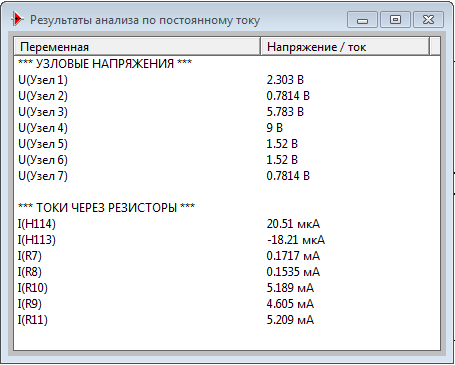 Результаты анализа по постоянному току
Переменная Напряжение / ток
*** УЗЛОВЫЕ НАПРЯЖЕНИЯ ***
U(Узел 1) 2.303 В
U(Узел 2) 0.7814 В
U(Узел 3) 5.783 В
U(Узел 4) 9 В
U(Узел 5) 1.52 В
U(Узел 6) 1.52 В
U(Узел 7) 0.7814 В
*** ТОКИ ЧЕРЕЗ РЕЗИСТОРЫ ***
I(H114) 20.51 мкА
I(H113) -18.21 мкА
I(R7) 0.1717 мА
I(R8) 0.1535 мА
I(R10) 5.189 мА
I(R9) 4.605 мА
I(R11) 5.209 мА